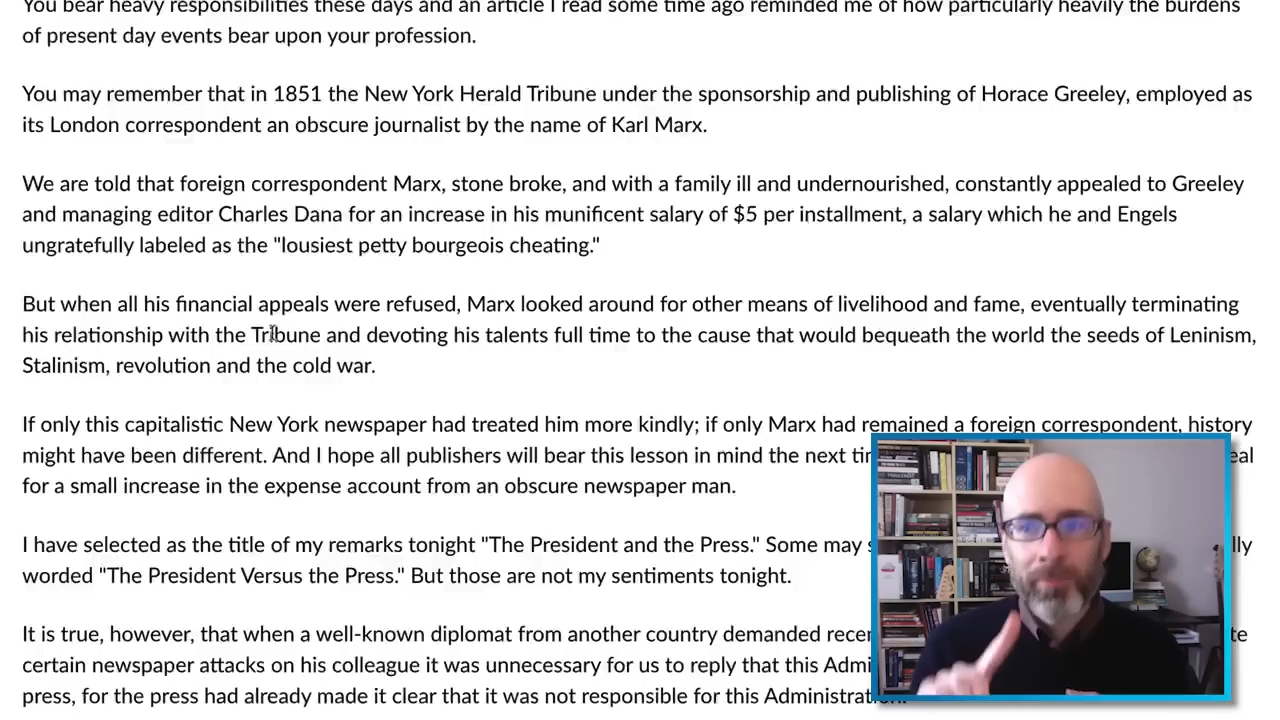 You bear heavy responsibilities these days and an article I read some time ago reminded me of how particularly heavily the burdens
of present day events bear upon your profession.
You may remember that in 1851 the New York Herald Tribune under the sponsorship and publishing of Horace Greeley, employed as
its London correspondent an obscure journalist by the name of Karl Marx.
We are told that foreign correspondent Marx, stone broke, and with a family ill and undernourished, constantly appealed to Greeley
and managing editor Charles Dana for an increase in his munificent salary of $5 per installment, a salary which he and Engels
ungratefully labeled as the "lousiest petty bourgeois cheating."
But when all his financial appeals were refused, Marx looked around for other means of livelihood and fame, eventually terminating
his relationship with the Tribune and devoting his talents full time to the cause that would bequeath the world the seeds of Leninism,
Stalinism, revolution and the cold war.
If only this capitalistic New York newspaper had treated him more kindly; if only Marx had remained a foreign correspondent, history
might have been different. And I hope all publishers will bear this lesson in mind the next
for a small increase in the expense account from an obscure newspaper man.
I have selected as the title of my remarks tonight "The President and the Press." Some may
worded "The President Versus the Press." But those are not my sentiments tonight.
It is true, however, that when a well-known diplomat from another country demanded
certain newspaper attacks on his colleague it was unnecessary for us to reply that this
press, for the press had already made it clear that it was not responsible for this Administration.